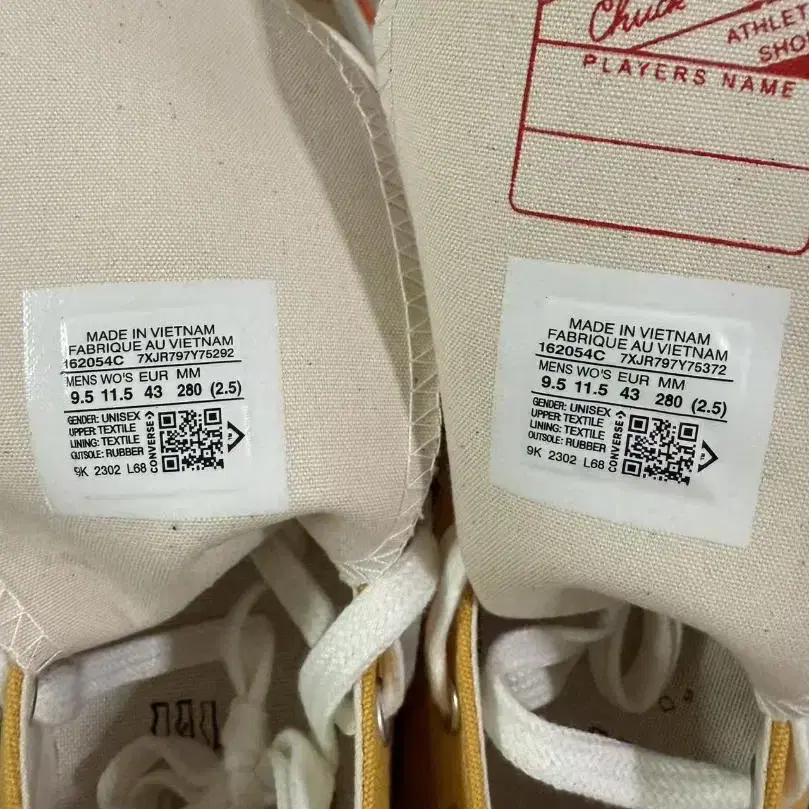 Chuck
ATHLET
SHO
PLAYERS NAME
MADE IN VIETNAM
FABRIQUE AU VIETNAM
162054C 7XJR797Y75292
MENS WO'S EUR MM
9.5 11.5 43 280 (2.5)
GENDER: UNISEX
UPPER: TEXTILE
LINING: TEXTILE
OUTSOLE: RUBBER
CONVERSE
9K 2302 L68
MADE IN VIETNAM
FABRIQUE AU VIETNAM
162054C 7XJR797Y75372
MENS WO'S EUR MM
9.5 11.5 43 280 (2.5)
GENDER: UNISEX
UPPER: TEXTILE
LINING: TEXTILE
OUTSOLE: RUBBER
CONVERSE
9K 2302 L68